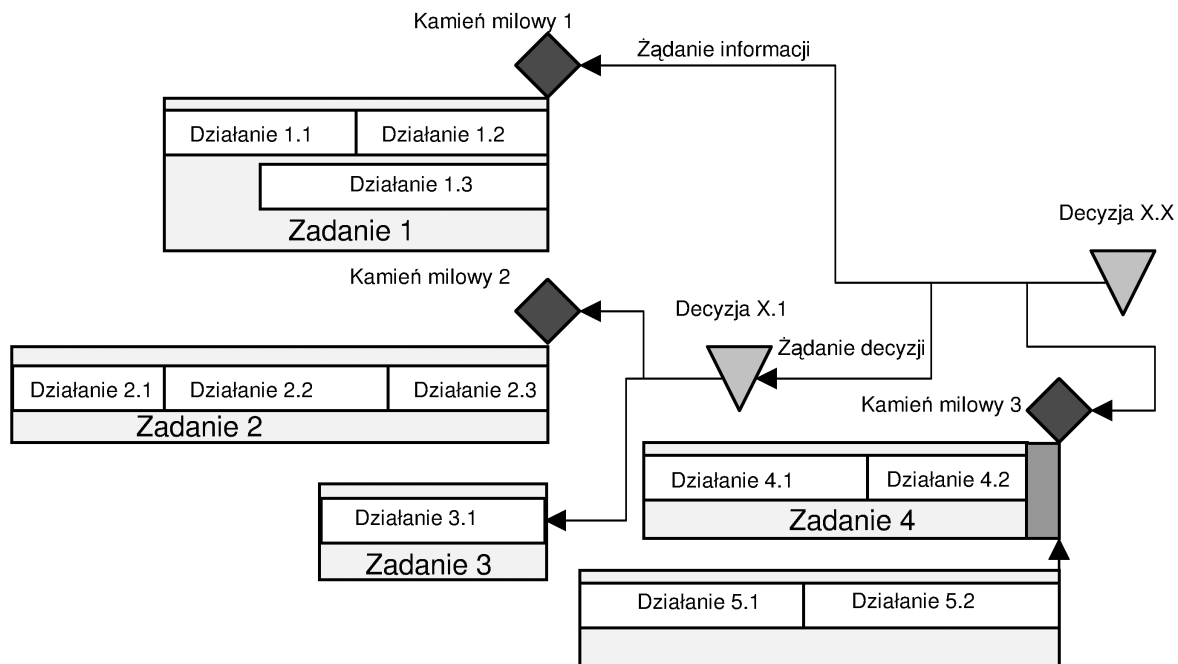 Kamień milowy 1
Żądanie informacji
Działanie 1.1
Działanie 1.2
Działanie 1.3
Zadanie 1
Decyzja X.X
Kamień milowy 2
Decyzja X.1
Żądanie decyzji
Działanie 2.1
Działanie 2.2
Działanie 2.3
Zadanie 2
Kamień milowy 3
Działanie 4.1
Działanie 4.2
Zadanie 4
Działanie 3.1
Zadanie 3
Działanie 5.1
Działanie 5.2